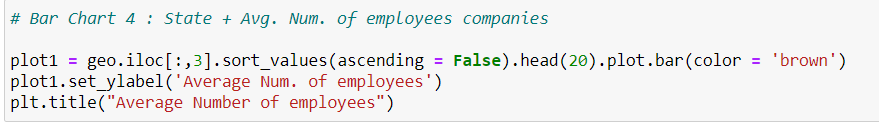 # Bar Chart 4 : State + Avg. Num. of employees companies
plot1 = geo.iloc[:,3].sort_values(ascending = False).head(20).plot.bar(color = 'brown')
plot1.set_ylabel('Average Num. of employees')
plt.title("Average Number of employees")